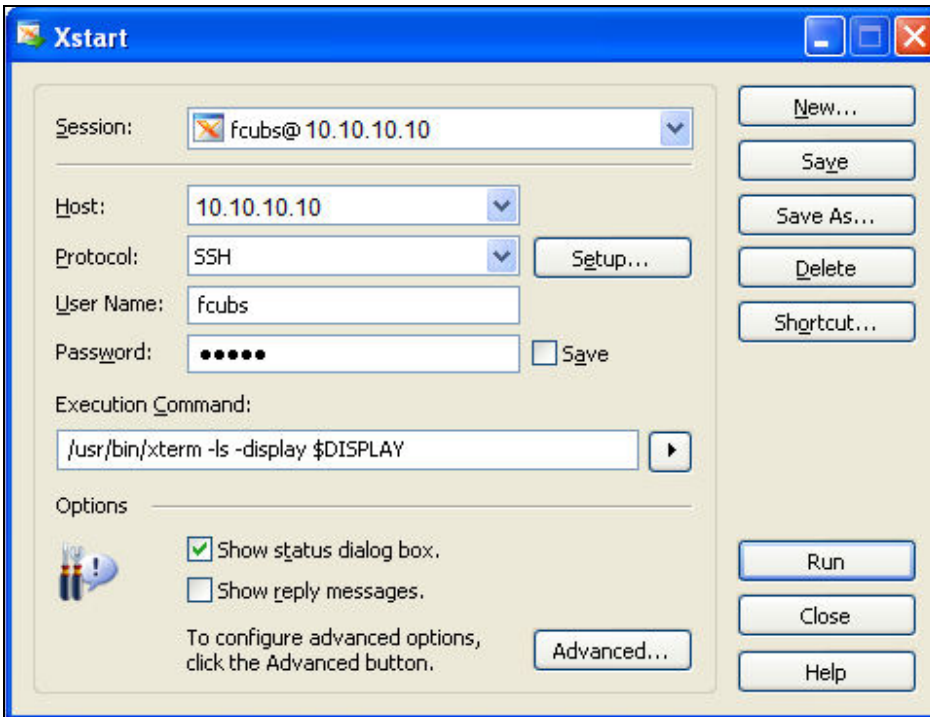 Xstart
Session: fcubs@10.10.10.10
New...
Save
Host: 10.10.10.10
Save As...
Protocol: SSH Setup...
Delete
User Name: fcubs
Shortcut...
Password: ●●●●● Save
Execution Command:
/usr/bin/xterm -ls -display $DISPLAY
Options
Show status dialog box.
Show reply messages.
To configure advanced options,
click the Advanced button.
Advanced...
Run
Close
Help